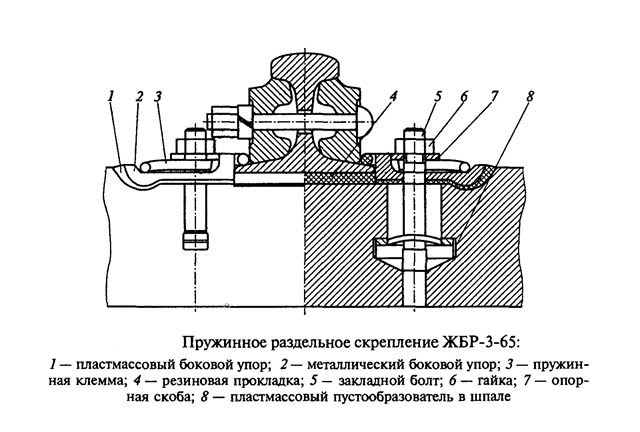 1 2 3 4 5 6 7 8
Пружинное раздельное скрепление ЖБР-3-65:
1 — пластмассовый боковой упор; 2 — металлический боковой упор; 3 — пружин-
ная клемма; 4 — резиновая прокладка; 5 — закладной болт; 6 — гайка; 7 — опор-
ная скоба; 8 — пластмассовый пустообразователь в шпале